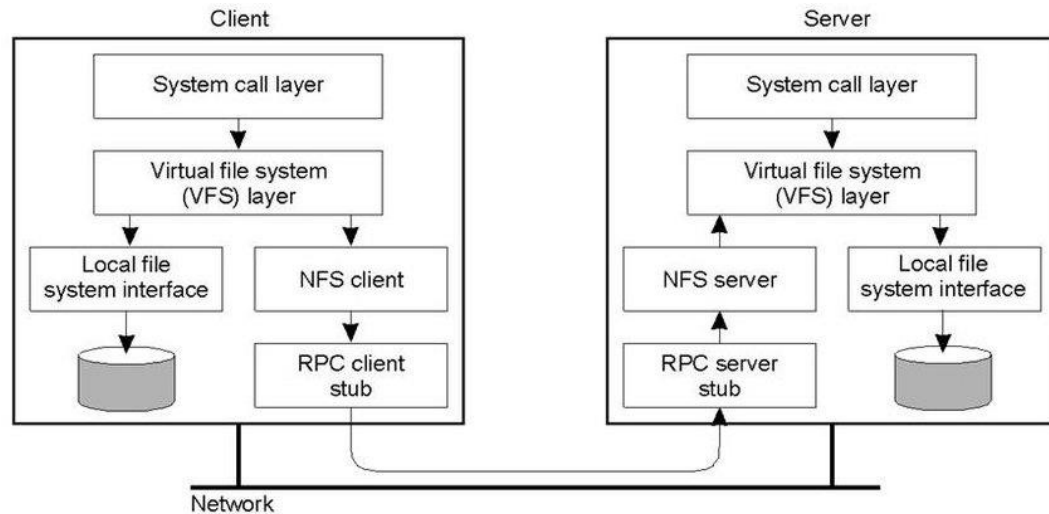 Client
System call layer
Virtual file system
(VFS) layer
Local file
system interface
NFS client
RPC client
stub
Server
System call layer
Virtual file system
(VFS) layer
NFS server
Local file
system interface
RPC server
stub
Network